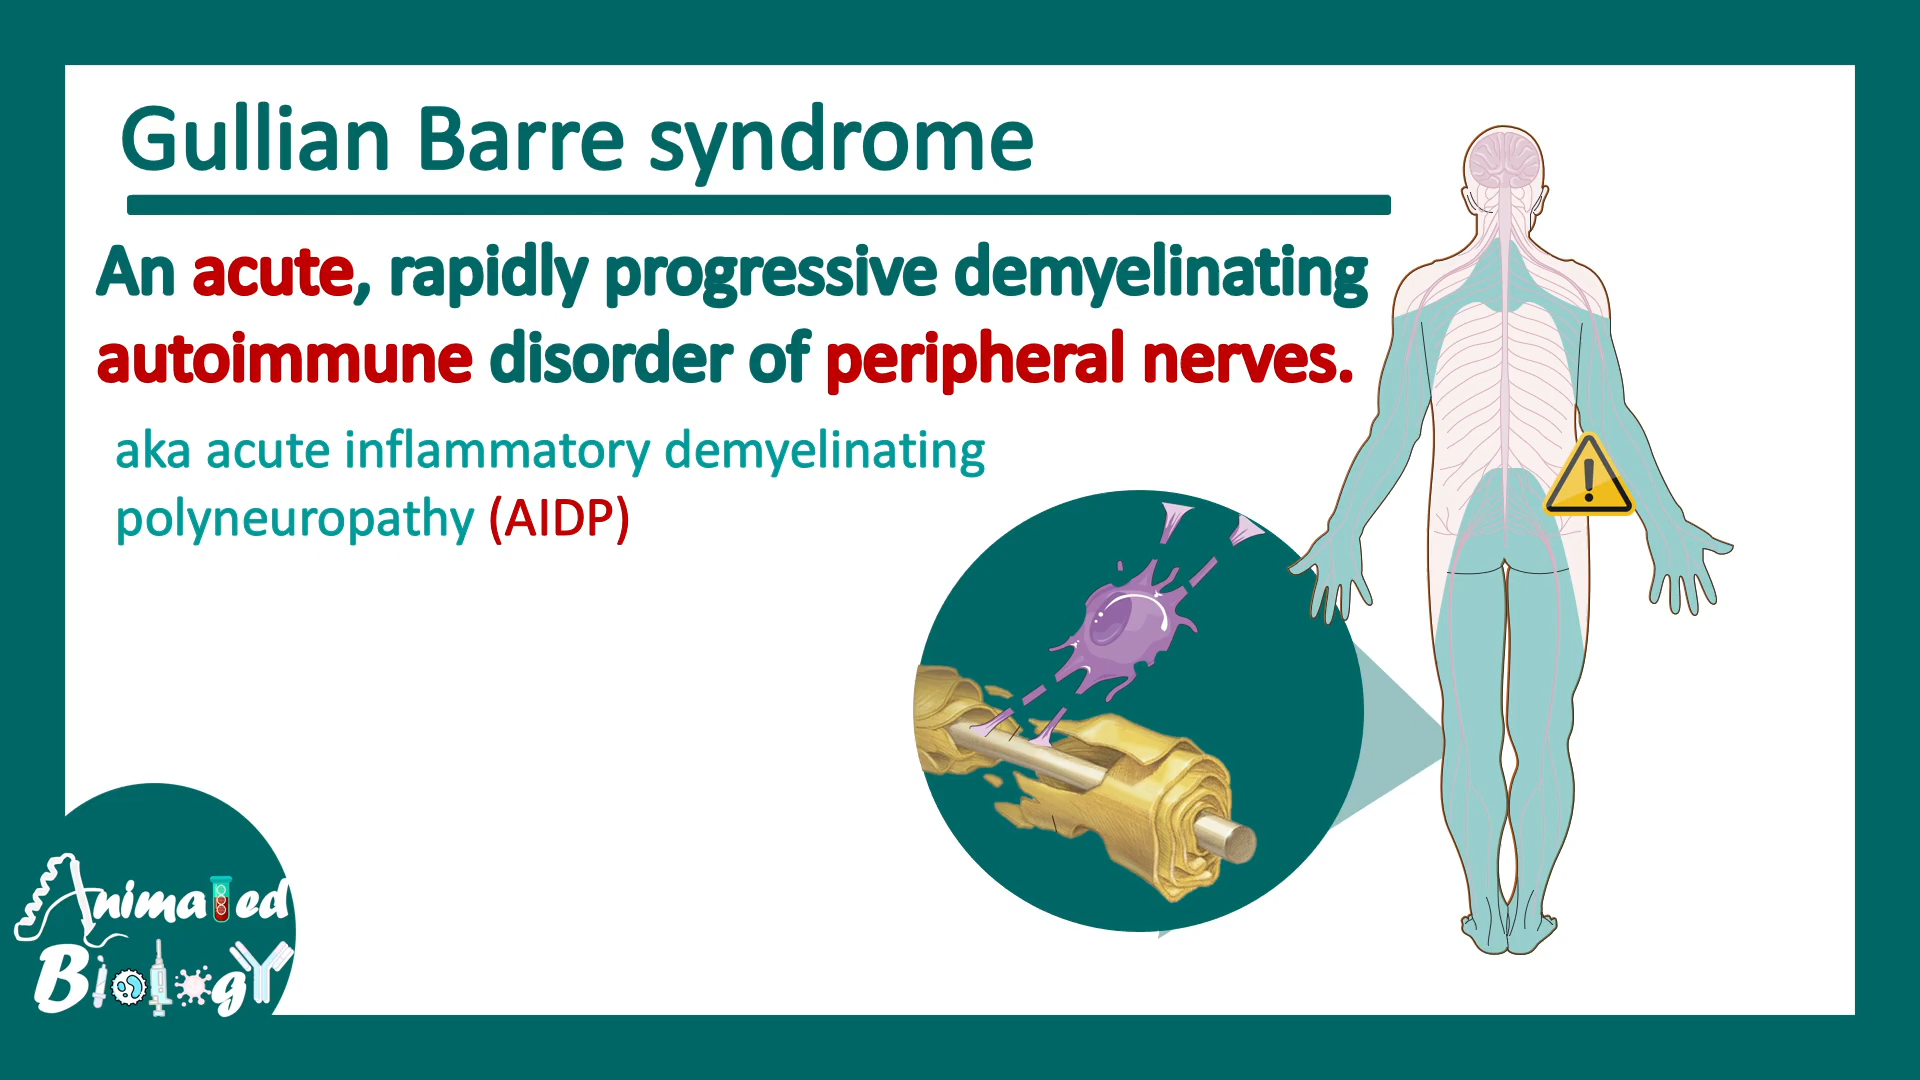 Gullian Barre syndrome
An acute, rapidly progressive demyelinating
autoimmune disorder of peripheral nerves.
aka acute inflammatory demyelinating
polyneuropathy (AIDP)
Animated
Biology